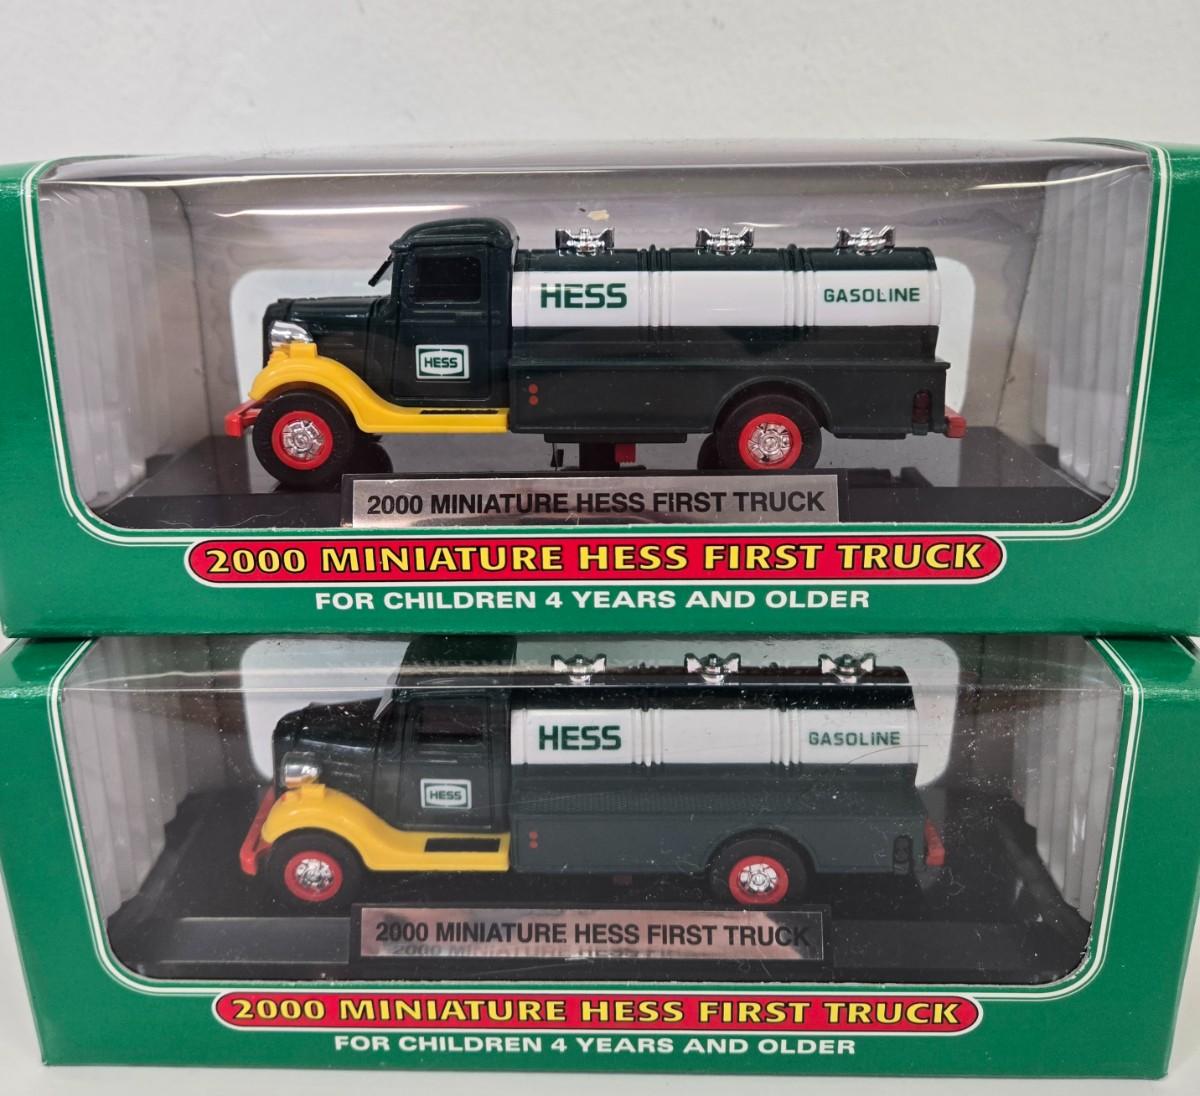 HESS
GASOLINE
HESS
2000 MINIATURE HESS FIRST TRUCK
2000 MINIATURE HESS FIRST TRUCK
FOR CHILDREN 4 YEARS AND OLDER
HESS
GASOLINE
HESS
2000 MINIATURE HESS FIRST TRUCK
2000 MINIATURE HESS FIRST TRUCK
FOR CHILDREN 4 YEARS AND OLDER